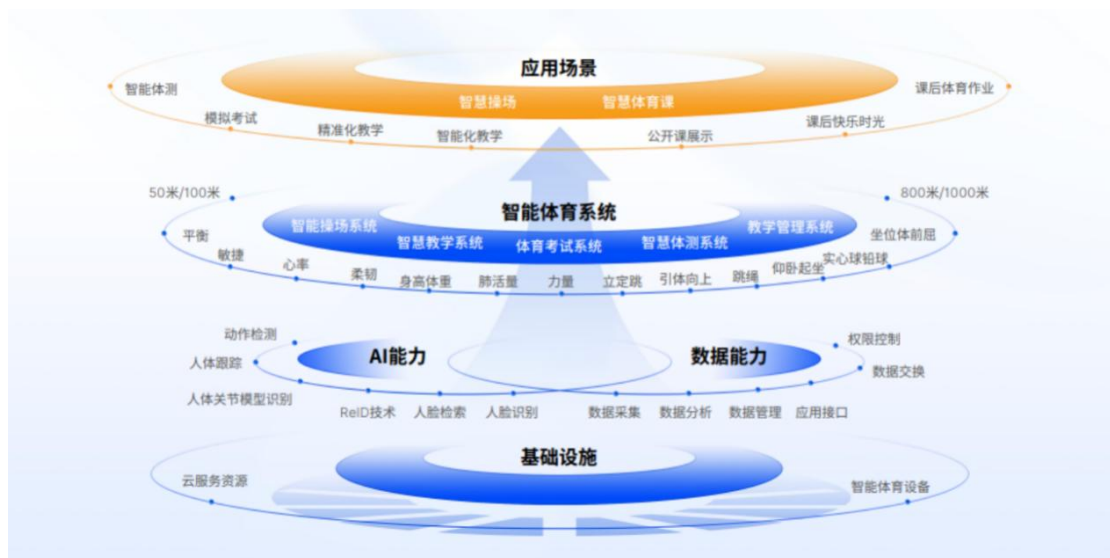 应用场景
智慧操场
智慧体育课
智能体测
模拟考试
精准化教学
智能化教学
公开课展示
课后快乐时光
课后体育作业
智能体育系统
智能操场系统
智慧教学系统
体育考试系统
智慧体测系统
教学管理系统
50米/100米
平衡
敏捷
心率
柔韧
身高体重
肺活量
力量
立定跳
引体向上
跳绳
仰卧起坐
实心球铅球
坐位体前屈
800米/1000米
AI能力
动作检测
人体跟踪
人体关节模型识别
ReID技术
人脸检索
人脸识别
数据能力
数据采集
数据分析
数据管理
应用接口
数据交换
权限控制
基础设施
云服务资源
智能体育设备